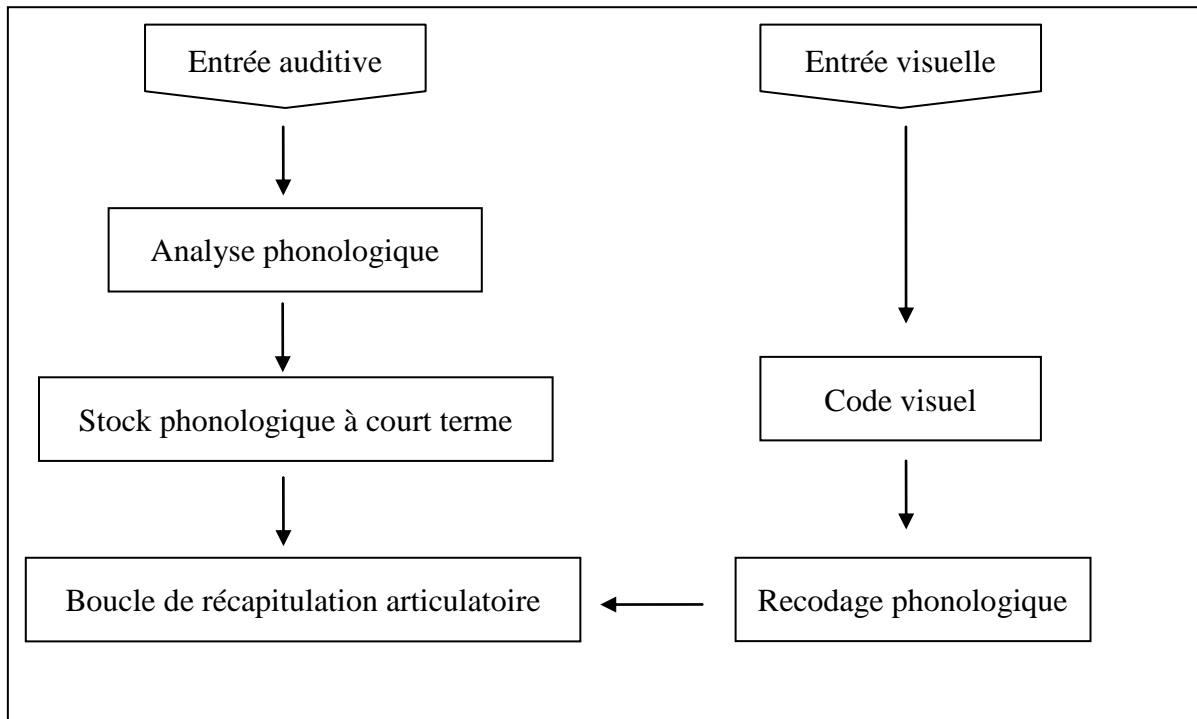 Entrée auditive
Entrée visuelle
Analyse phonologique
Stock phonologique à court terme
Code visuel
Boucle de récapitulation articulatoire
Recodage phonologique